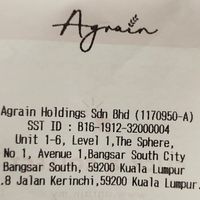 Agrain
Agrain Holdings Sdn Bhd (1170950-A)
SST ID : B16-1912-32000004
Unit 1-6, Level 1,The Sphere,
No 1, Avenue 1,Bangsar South City
Bangsar South, 59200 Kuala Lumpur
.8 Jalan Kerinchi,59200 Kuala Lumpur.